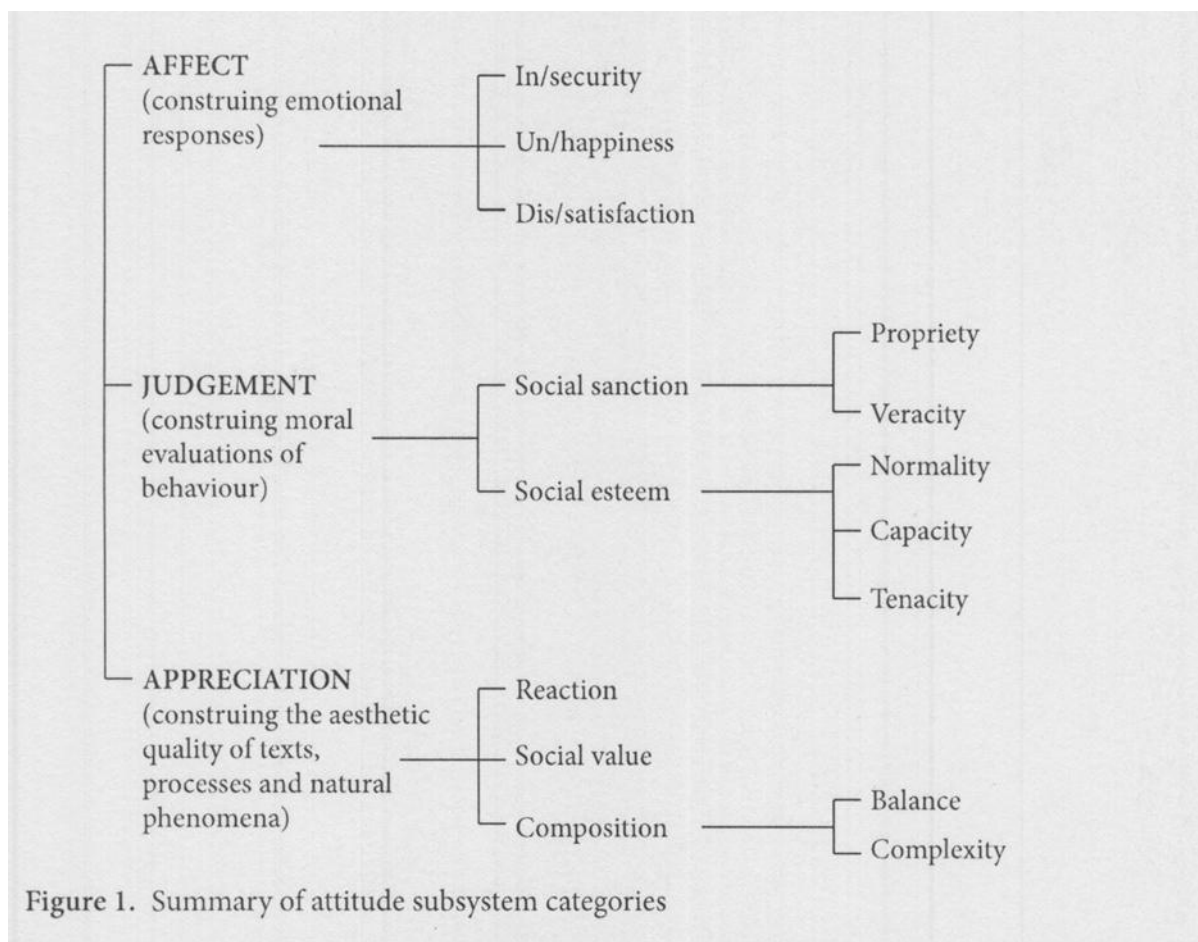 AFFECT
(construing emotional
responses)
In/security
Un/happiness
Dis/satisfaction
JUDGEMENT
(construing moral
evaluations of
behaviour)
Social sanction
Propriety
Veracity
Social esteem
Normality
Capacity
Tenacity
APPRECIATION
(construing the aesthetic
quality of texts,
processes and natural
phenomena)
Reaction
Social value
Composition
Balance
Complexity
Figure 1. Summary of attitude subsystem categories